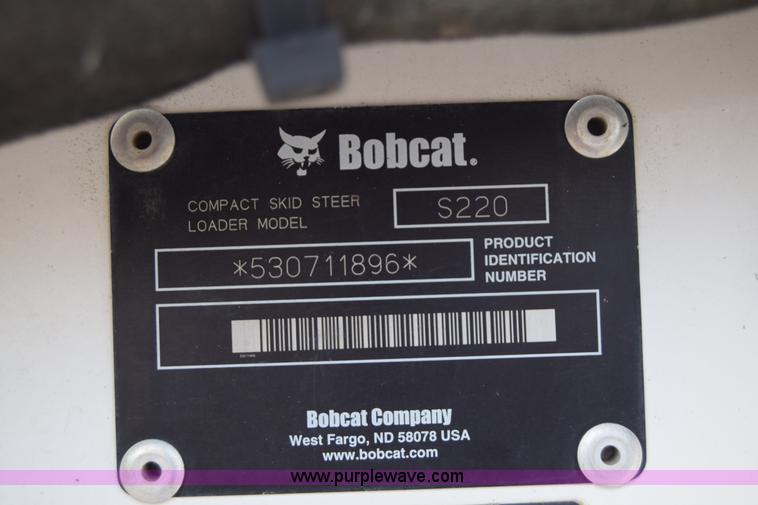 Bobcat.
COMPACT SKID STEER
LOADER MODEL
S220
*530711896*
PRODUCT
IDENTIFICATION
NUMBER
Bobcat Company
West Fargo, ND 58078 USA
www.bobcat.com
www.purplewave.com